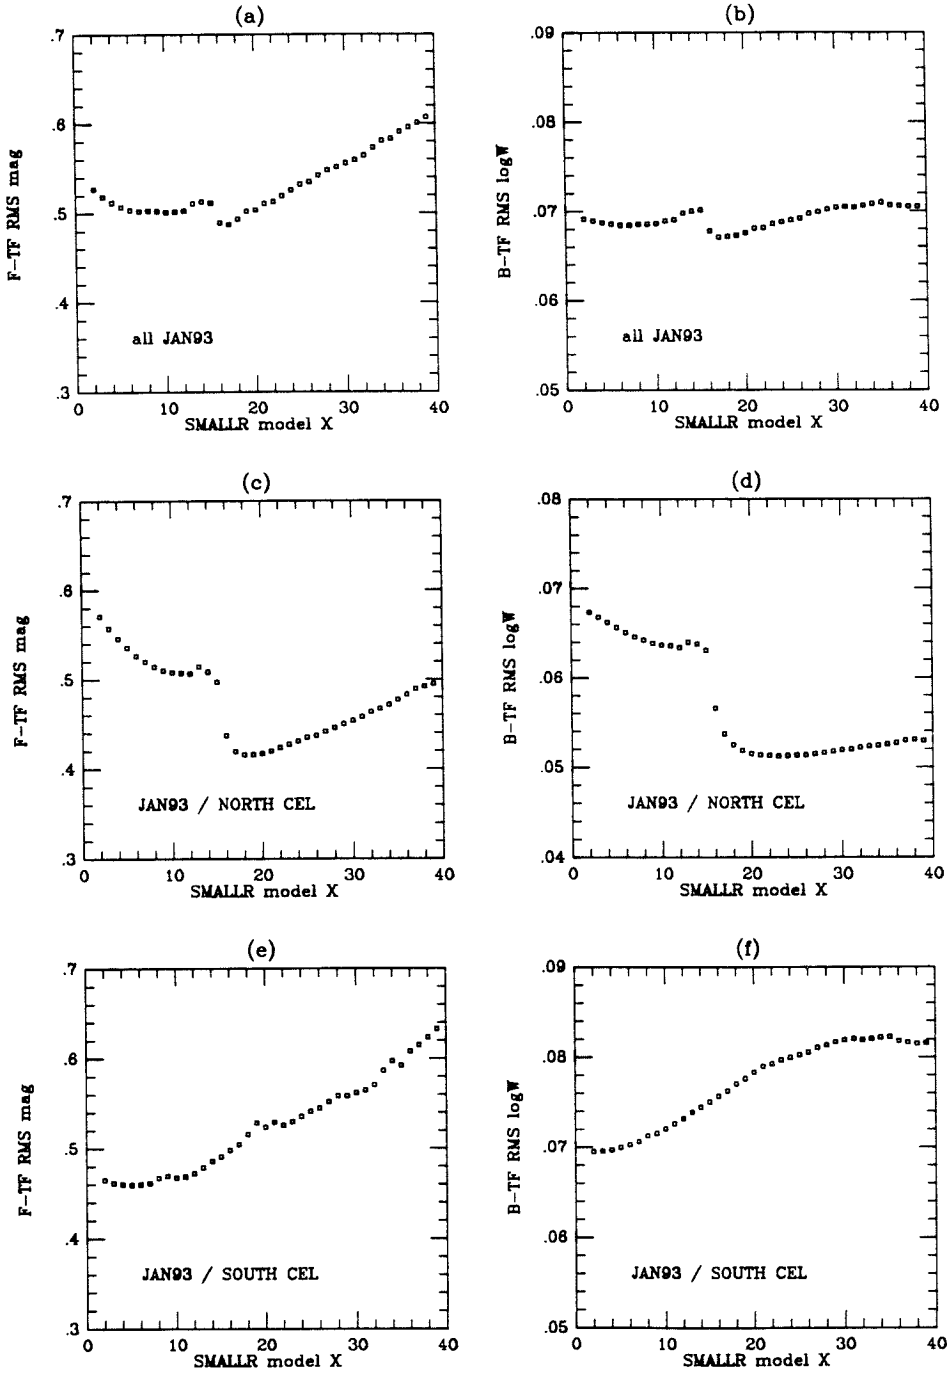 (a)
.7
.6
.5
.4
.3
F-TF RMS mag
all JAN93
0 10 20 30 40
SMALLR model X
(b)
.09
.08
.07
.06
.05
B-TF RMS logW
all JAN93
0 10 20 30 40
SMALLR model X
(c)
.7
.6
.5
.4
.3
F-TF RMS mag
JAN93 / NORTH CEL
0 10 20 30 40
SMALLR model X
(d)
.08
.07
.06
.05
.04
B-TF RMS logW
JAN93 / NORTH CEL
0 10 20 30 40
SMALLR model X
(e)
.7
.6
.5
.4
.3
F-TF RMS mag
JAN93 / SOUTH CEL
0 10 20 30 40
SMALLR model X
(f)
.09
.08
.07
.06
.05
B-TF RMS logW
JAN93 / SOUTH CEL
0 10 20 30 40
SMALLR model X